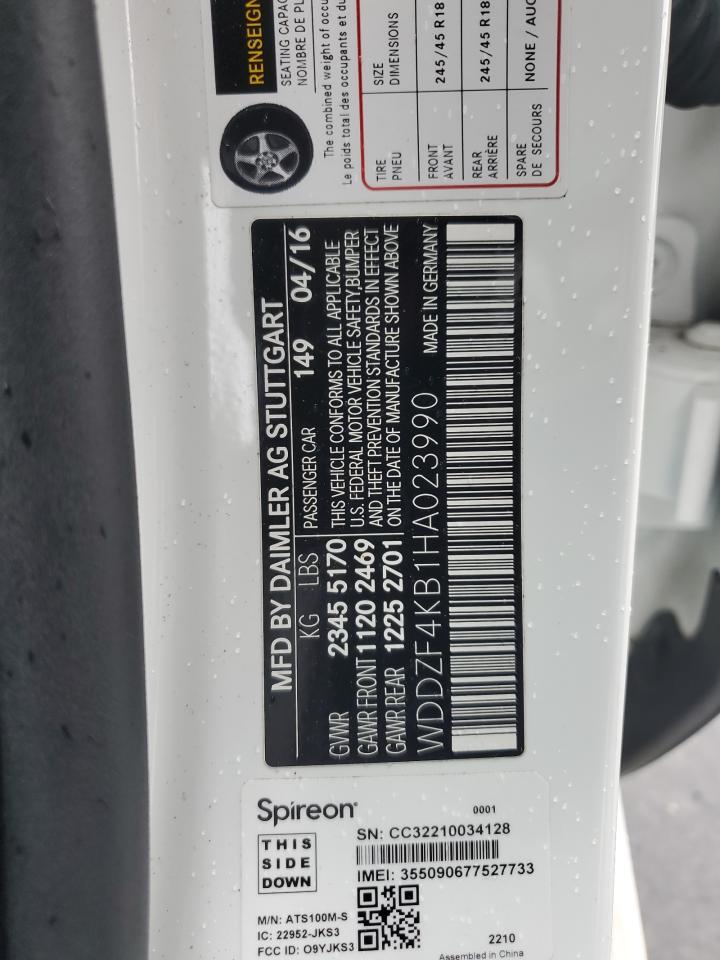 RENSEIGN
SEATING CAPAC
NOMBRE DE PL
The combined weight of occu
Le poids total des occupants et du
TIRE SIZE
PNEU DIMENSIONS
FRONT 245/45 R18
AVANT
REAR 245/45 R18
ARRIÈRE
SPARE NONE / AUC
DE SECOURS
MFD BY DAIMLER AG STUTTGART
KG LBS PASSENGER CAR 149 04/16
GVWR 2345 5170
GAWR FRONT 1120 2469
GAWR REAR 1225 2701
THIS VEHICLE CONFORMS TO ALL APPLICABLE
U.S. FEDERAL MOTOR VEHICLE SAFETY, BUMPER
AND THEFT PREVENTION STANDARDS IN EFFECT
ON THE DATE OF MANUFACTURE SHOWN ABOVE
WDDZF4KB1HA023990 MADE IN GERMANY
Spireon 0001
THIS
SIDE
DOWN
SN: CC32210034128
IMEI: 355090677527733
M/N: ATS100M-S
IC: 22952-JKS3
FCC ID: O9YJKS3
2210
Assembled in China